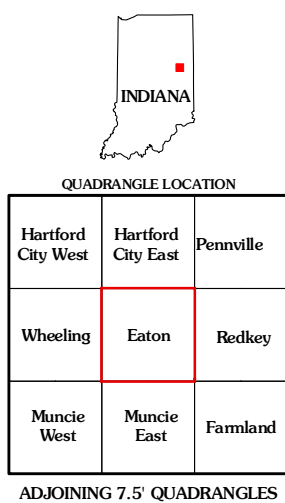 INDIANA
QUADRANGLE LOCATION
Hartford
City West
Hartford
City East
Pennville
Wheeling
Eaton
Redkey
Muncie
West
Muncie
East
Farmland
ADJOINING 7.5' QUADRANGLES